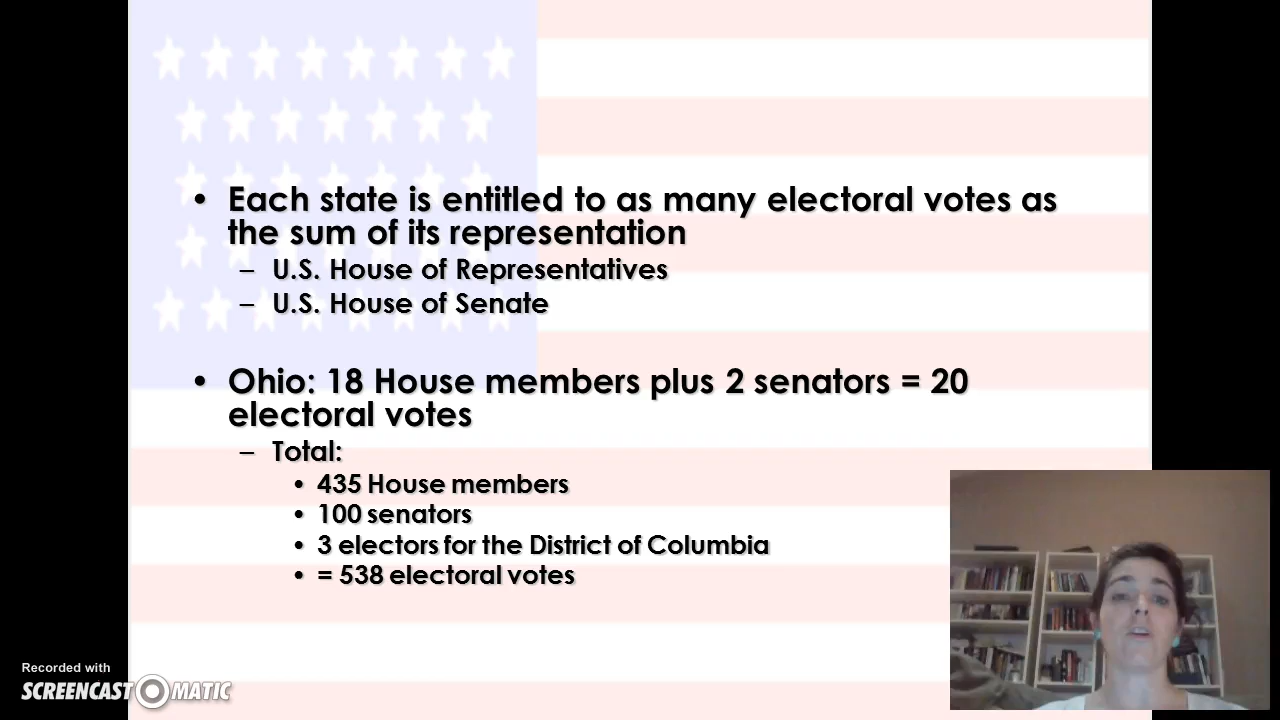 • Each state is entitled to as many electoral votes as
the sum of its representation
– U.S. House of Representatives
– U.S. House of Senate
• Ohio: 18 House members plus 2 senators = 20
electoral votes
– Total:
• 435 House members
• 100 senators
• 3 electors for the District of Columbia
• = 538 electoral votes
Recorded with
SCREENCAST MATIC